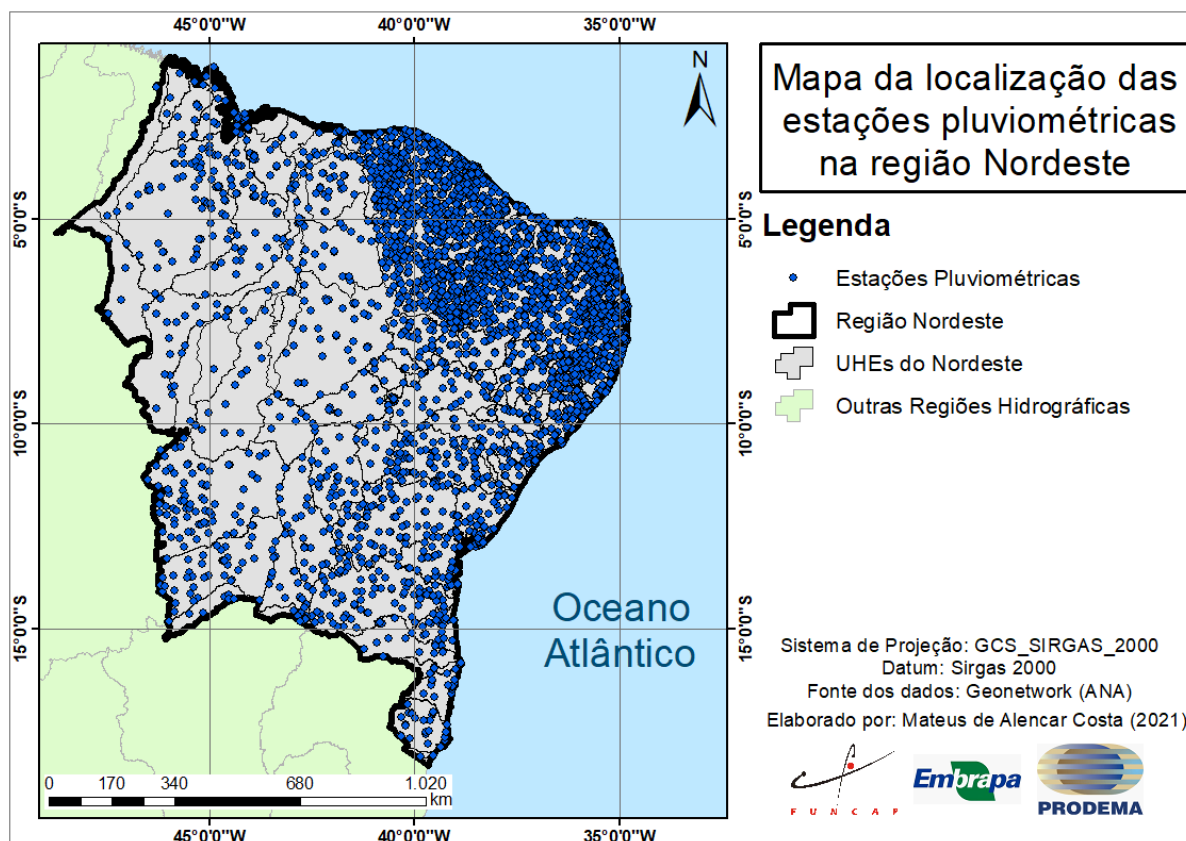 45°0'0"W 40°0'0"W 35°0'0"W
N
Mapa da localização das
estações pluviométricas
na região Nordeste
5°0'0"S
5°0'0"S
Legenda
Estações Pluviométricas
Região Nordeste
UHEs do Nordeste
Outras Regiões Hidrográficas
10°0'0"S
10°0'0"S
Oceano
Atlântico
15°0'0"S
15°0'0"S
Sistema de Projeção: GCS_SIRGAS_2000
Datum: Sirgas 2000
Fonte dos dados: Geonetwork (ANA)
Elaborado por: Mateus de Alencar Costa (2021)
0 170 340 680 1.020
km
FUNCAP
Embrapa
PRODEMA
45°0'0"W 40°0'0"W 35°0'0"W